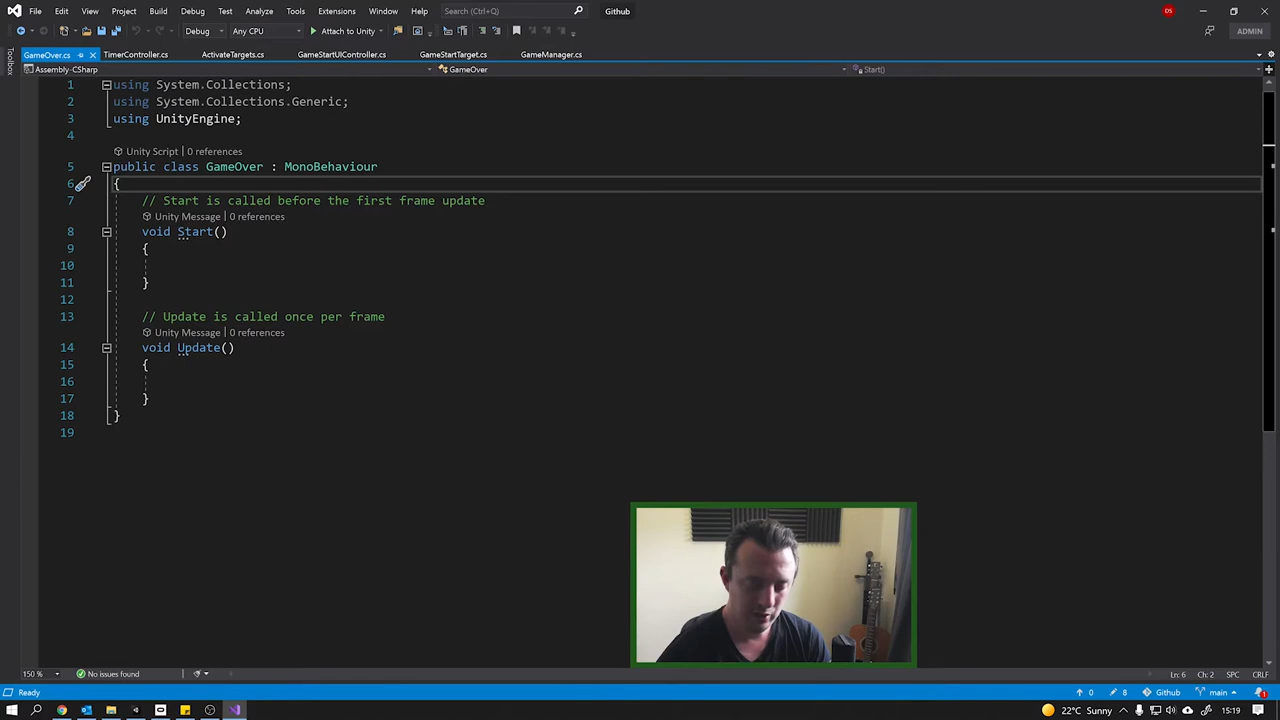 File Edit View Project Build Debug Test Analyze Tools Extensions Window Help Search (Ctrl+Q) Github DS
Debug Any CPU Attach to Unity ADMIN
GameOver.cs TimerController.cs ActivateTargets.cs GameStartUIController.cs GameStartTarget.cs GameManager.cs
Toolbox
Assembly-CSharp GameOver Start()
1 using System.Collections;
2 using System.Collections.Generic;
3 using UnityEngine;
4
Unity Script | 0 references
5 public class GameOver : MonoBehaviour
6 {
7 // Start is called before the first frame update
Unity Message | 0 references
8 void Start()
9 {
10
11 }
12
13 // Update is called once per frame
Unity Message | 0 references
14 void Update()
15 {
16
17 }
18 }
19
150 % No issues found Ln: 6 Ch: 2 SPC CRLF
Ready 0 8 Github main
22°C Sunny 15:19